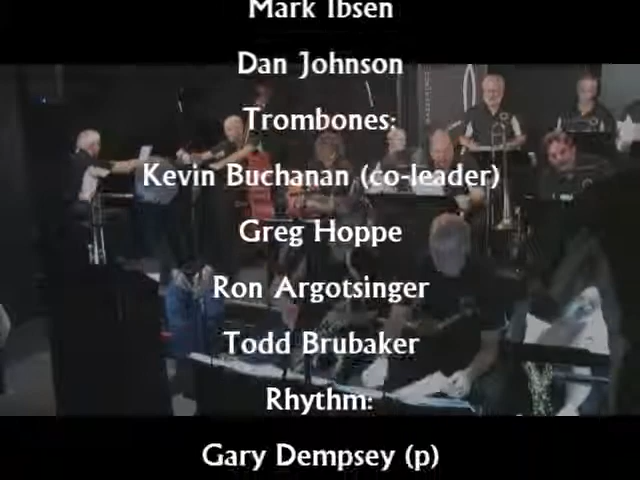 Mark Ibsen
Dan Johnson
Trombones:
Kevin Buchanan (co-leader)
Greg Hoppe
Ron Argotsinger
Todd Brubaker
Rhythm:
Gary Dempsey (p)